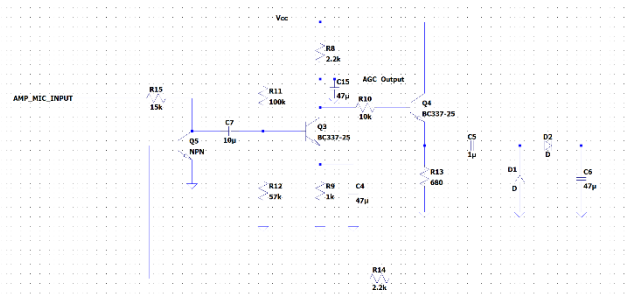 Vcc
R8
2.2k
C15
47µ
AGC Output
R15
15k
AMP_MIC_INPUT
R11
100k
R10
10k
Q4
BC337-25
C7
10µ
Q3
BC337-25
Q5
NPN
C5
1µ
D2
D
R13
680
D1
D
C6
47µ
R12
57k
R9
1k
C4
47µ
R14
2.2k